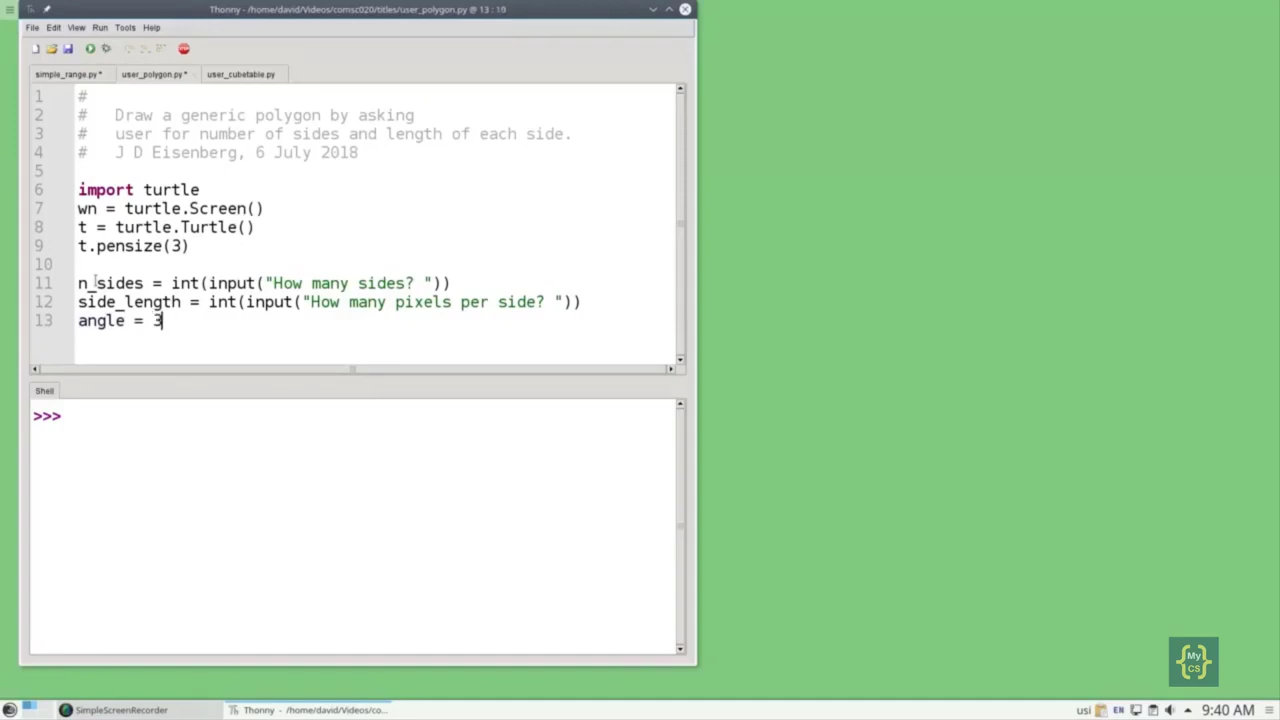 Thonny - /home/david/Videos/comsc020/titles/user_polygon.py @ 13 : 10
File Edit View Run Tools Help
simple_range.py * user_polygon.py * user_cubetable.py
1 #
2 #   Draw a generic polygon by asking
3 #   user for number of sides and length of each side.
4 #   J D Eisenberg, 6 July 2018
5
6 import turtle
7 wn = turtle.Screen()
8 t = turtle.Turtle()
9 t.pensize(3)
10
11 n_sides = int(input("How many sides? "))
12 side_length = int(input("How many pixels per side? "))
13 angle = 3
Shell
>>>
{My CS}
SimpleScreenRecorder Thonny - /home/david/Videos/co... usi EN 9:40 AM